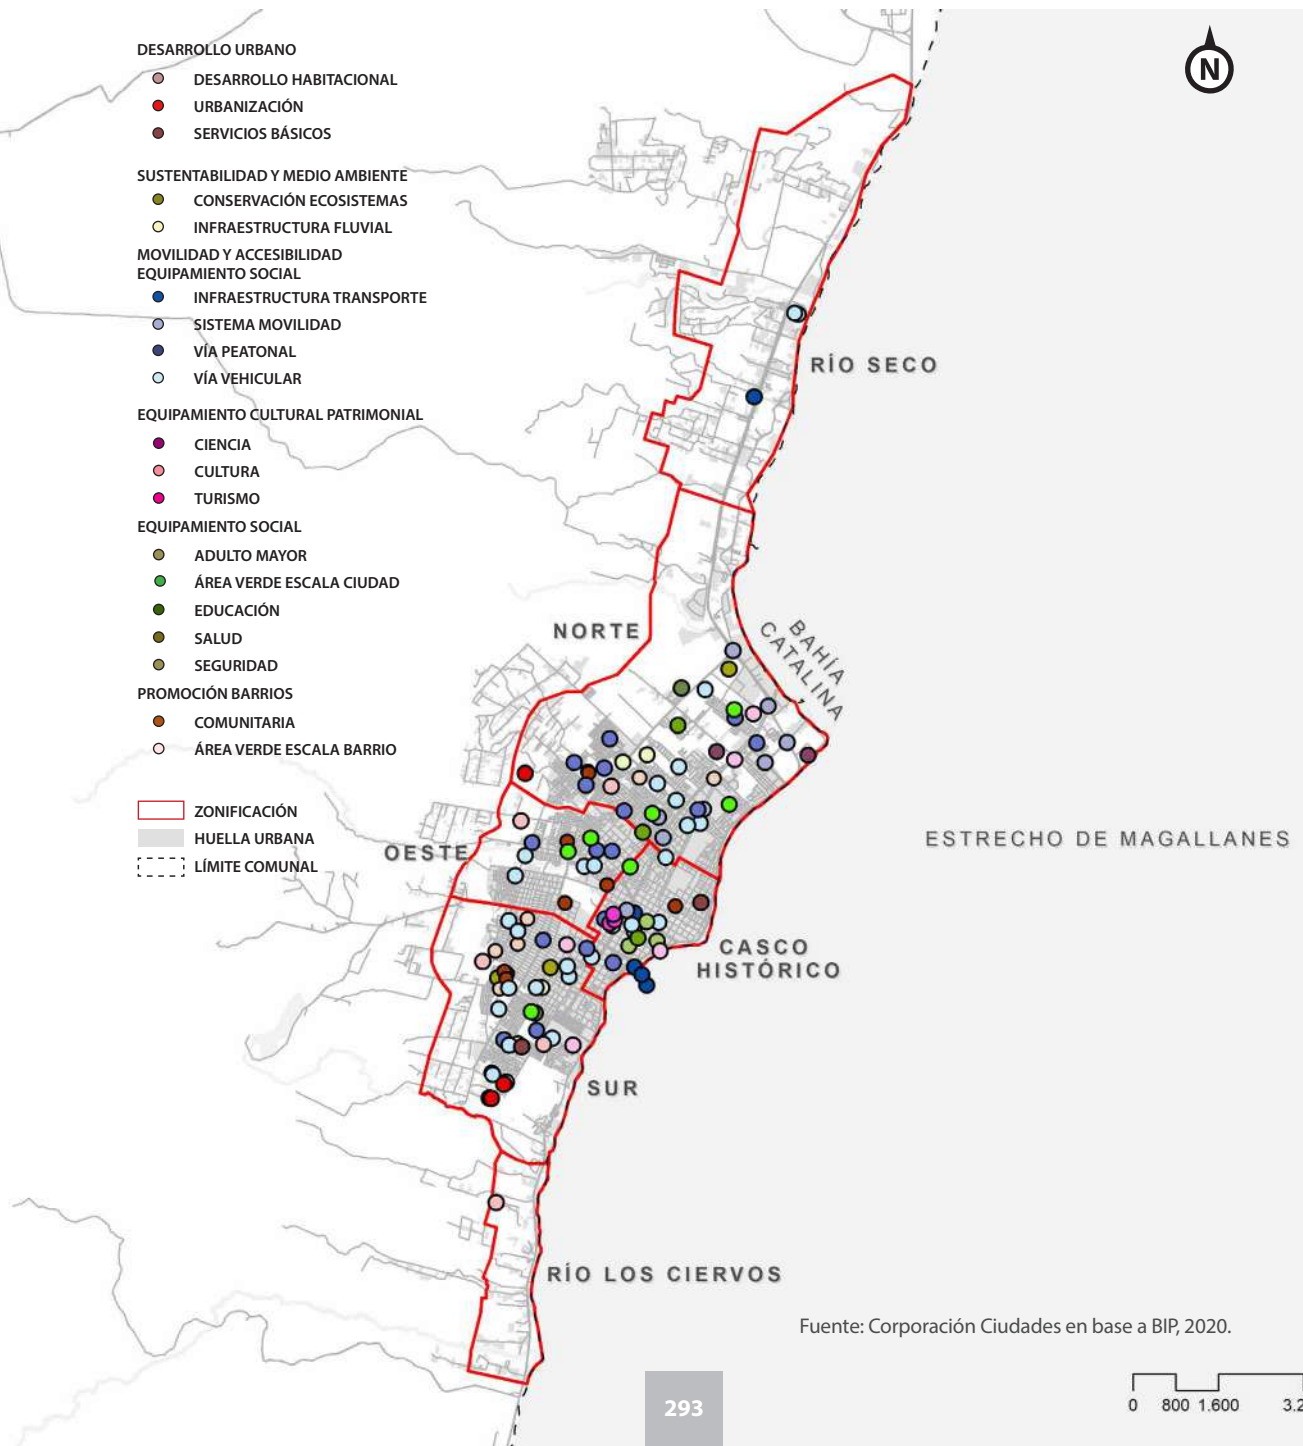 DESARROLLO URBANO
DESARROLLO HABITACIONAL
URBANIZACIÓN
SERVICIOS BÁSICOS
SUSTENTABILIDAD Y MEDIO AMBIENTE
CONSERVACIÓN ECOSISTEMAS
INFRAESTRUCTURA FLUVIAL
MOVILIDAD Y ACCESIBILIDAD
EQUIPAMIENTO SOCIAL
INFRAESTRUCTURA TRANSPORTE
SISTEMA MOVILIDAD
VÍA PEATONAL
VÍA VEHICULAR
EQUIPAMIENTO CULTURAL PATRIMONIAL
CIENCIA
CULTURA
TURISMO
EQUIPAMIENTO SOCIAL
ADULTO MAYOR
ÁREA VERDE ESCALA CIUDAD
EDUCACIÓN
SALUD
SEGURIDAD
PROMOCIÓN BARRIOS
COMUNITARIA
ÁREA VERDE ESCALA BARRIO
ZONIFICACIÓN
HUELLA URBANA
LÍMITE COMUNAL
N
RÍO SECO
NORTE
BAHÍA
CATALINA
OESTE
ESTRECHO DE MAGALLANES
CASCO
HISTÓRICO
SUR
RÍO LOS CIERVOS
Fuente: Corporación Ciudades en base a BIP, 2020.
293
0 800 1.600